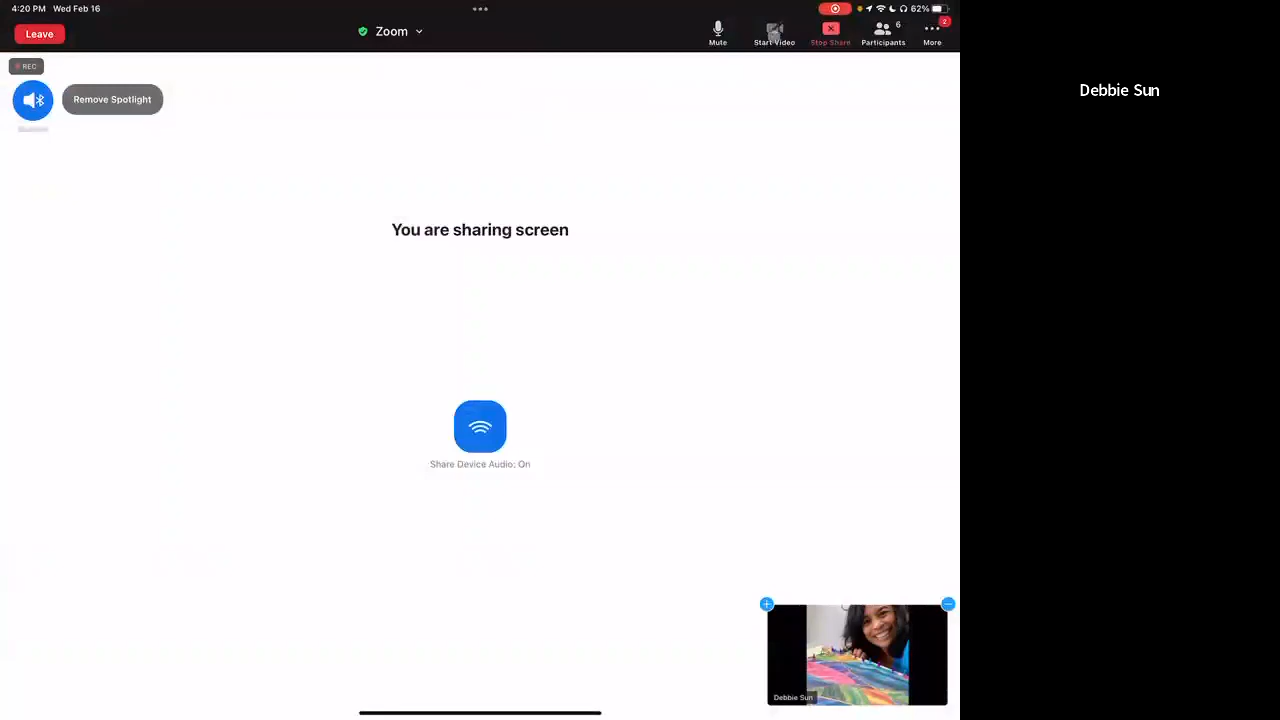 4:20 PM Wed Feb 16
62%
Leave
Zoom
Mute
Start Video
Stop Share
6
Participants
2
More
REC
Remove Spotlight
Bluetooth
You are sharing screen
Share Device Audio: On
Debbie Sun
Debbie Sun